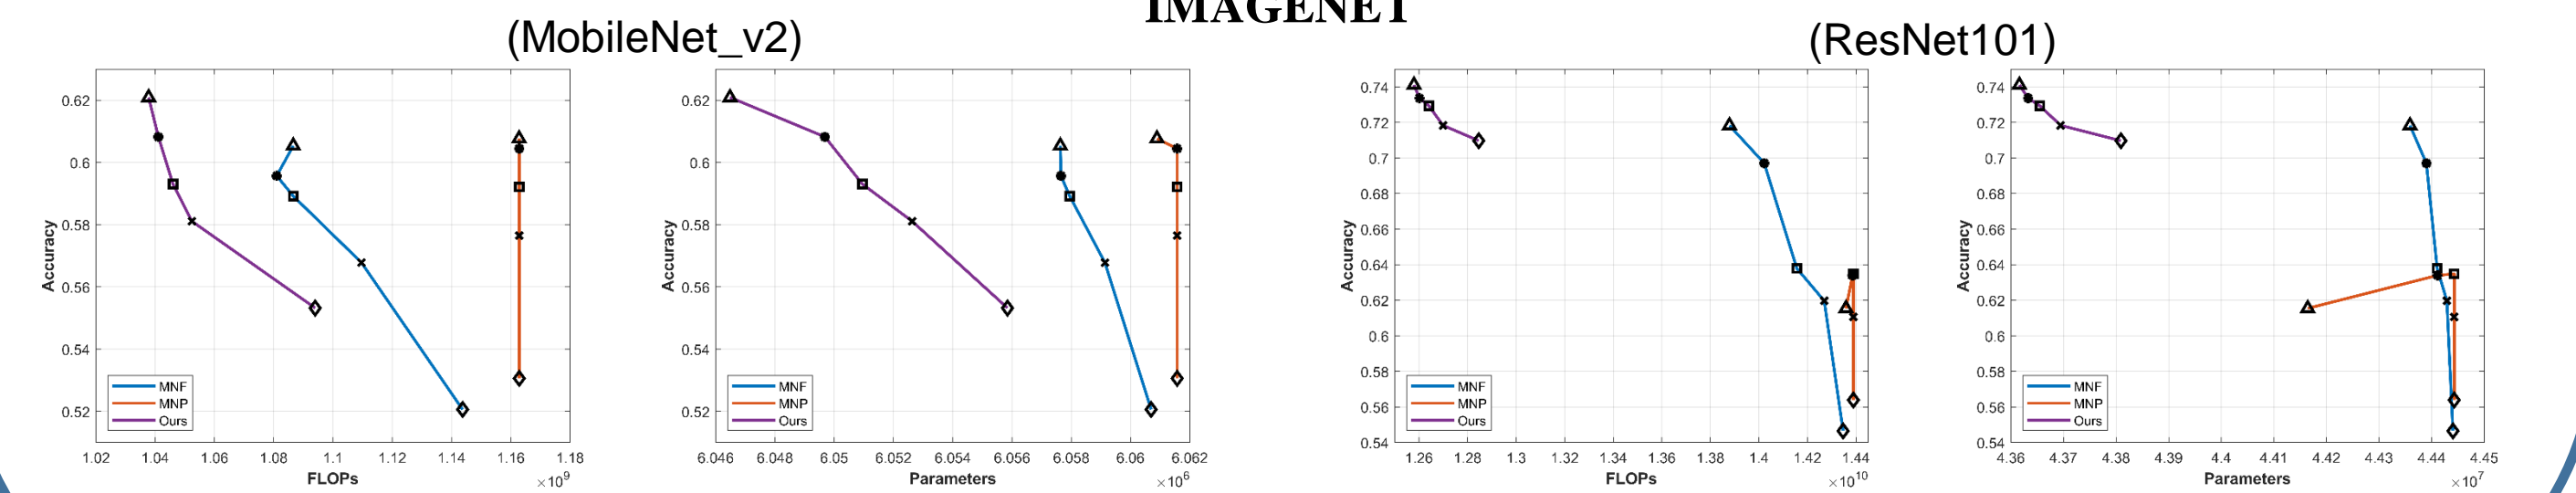 IMAGENET
(MobileNet_v2)
(ResNet101)
0.62
0.6
0.58
0.56
0.54
0.52
Accuracy
1.02 1.04 1.06 1.08 1.1 1.12 1.14 1.16 1.18
FLOPs
×10^9
MNF
MNP
Ours
0.62
0.6
0.58
0.56
0.54
0.52
Accuracy
6.046 6.048 6.05 6.052 6.054 6.056 6.058 6.06 6.062
Parameters
×10^6
MNF
MNP
Ours
0.74
0.72
0.7
0.68
0.66
0.64
0.62
0.6
0.58
0.56
0.54
Accuracy
1.26 1.28 1.3 1.32 1.34 1.36 1.38 1.4 1.42 1.44
FLOPs
×10^10
MNF
MNP
Ours
0.74
0.72
0.7
0.68
0.66
0.64
0.62
0.6
0.58
0.56
0.54
Accuracy
4.36 4.37 4.38 4.39 4.4 4.41 4.42 4.43 4.44 4.45
Parameters
×10^7
MNF
MNP
Ours